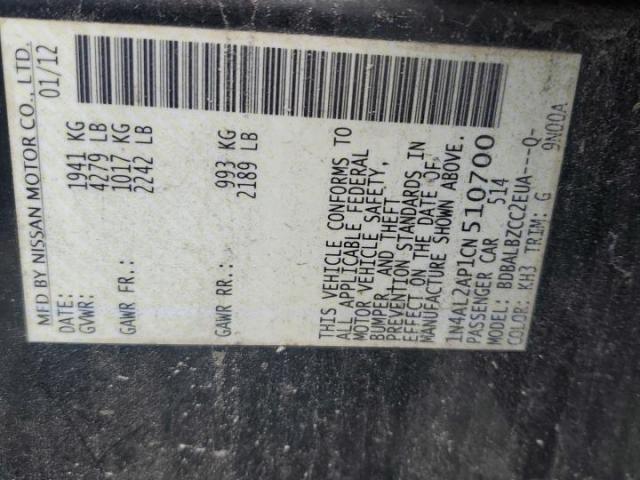 MFD BY NISSAN MOTOR CO., LTD.
DATE: 01/12
GVWR: 1941 KG
4279 LB
GAWR FR.: 1017 KG
2242 LB
GAWR RR.: 993 KG
2189 LB
THIS VEHICLE CONFORMS TO
ALL APPLICABLE FEDERAL
MOTOR VEHICLE SAFETY,
BUMPER, AND THEFT
PREVENTION STANDARDS IN
EFFECT ON THE DATE OF
MANUFACTURE SHOWN ABOVE.
1N4AL2AP1CN510700
PASSENGER CAR 514
MODEL: BDBALBZCC2EUA---0-
COLOR: KH3 TRIM: G 9N00A